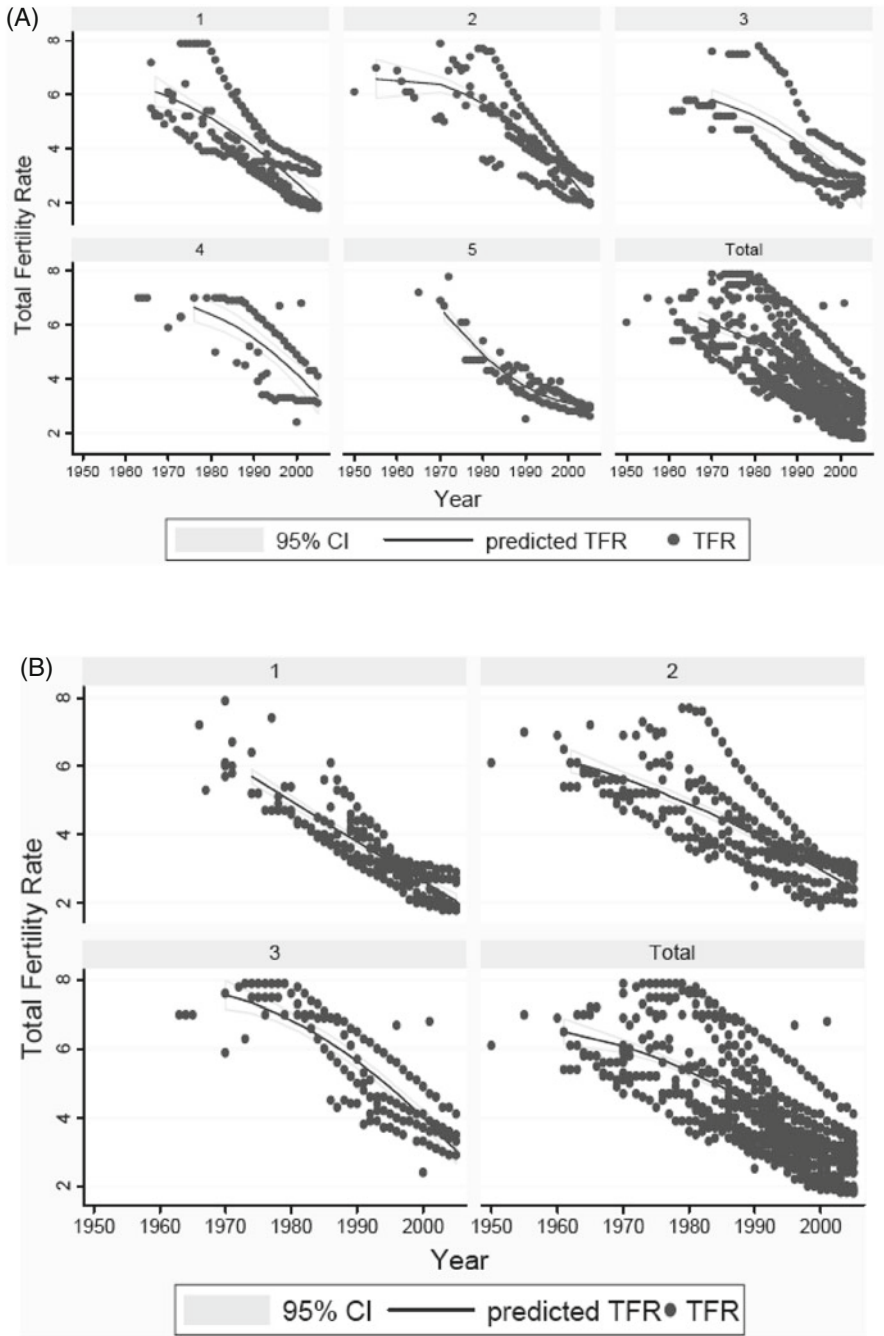 (A)
1 2 3
8
6
4
2
4 5 Total
8
6
4
2
Total Fertility Rate
1950 1960 1970 1980 1990 2000 1950 1960 1970 1980 1990 2000 1950 1960 1970 1980 1990 2000
Year
95% CI predicted TFR TFR
(B)
1 2
8
6
4
2
3 Total
8
6
4
2
Total Fertility Rate
1950 1960 1970 1980 1990 2000 1950 1960 1970 1980 1990 2000
Year
95% CI predicted TFR TFR